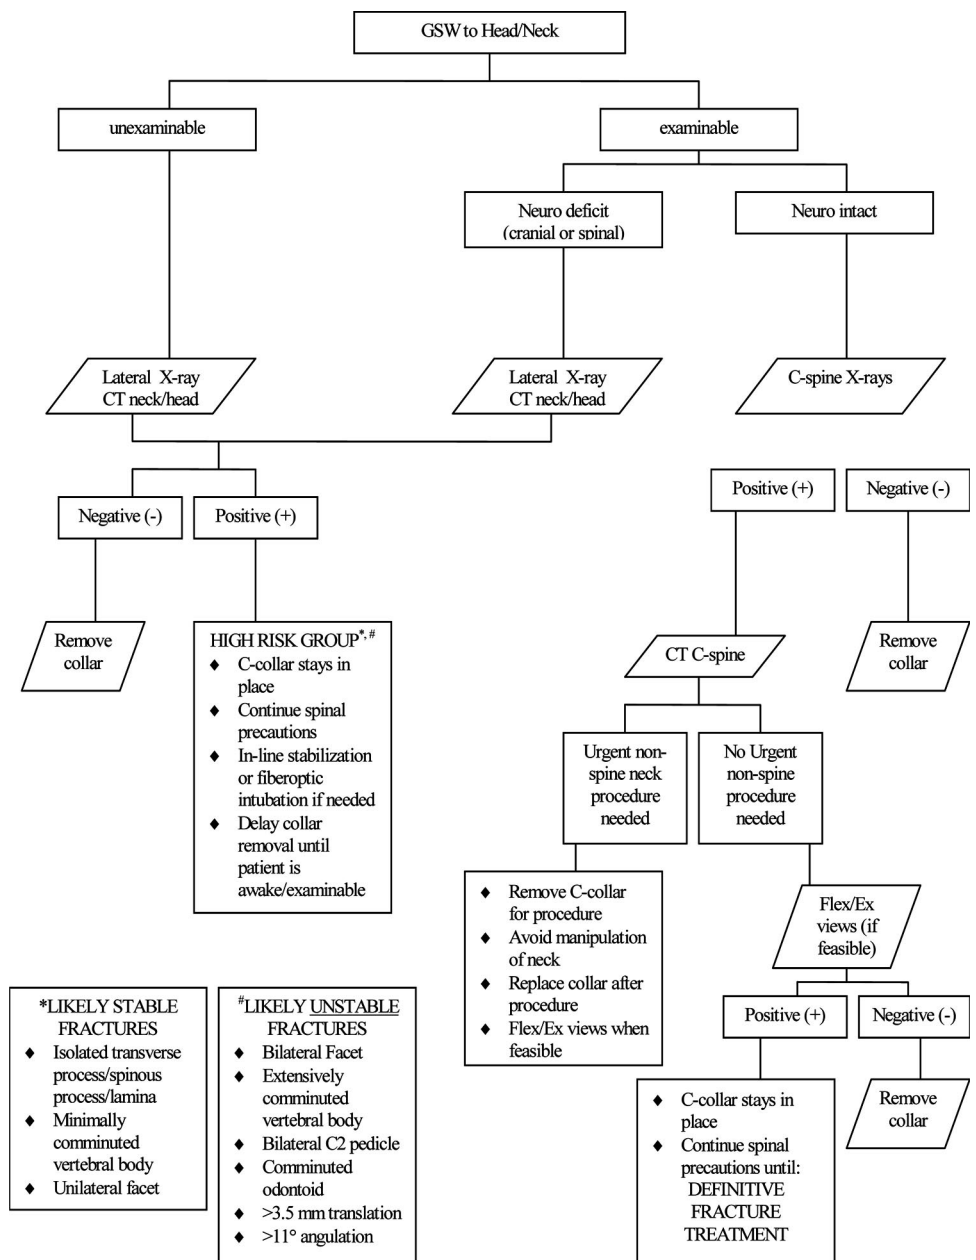 GSW to Head/Neck
unexaminable
examinable
Neuro deficit
(cranial or spinal)
Neuro intact
Lateral X-ray
CT neck/head
Lateral X-ray
CT neck/head
C-spine X-rays
Negative (-)
Positive (+)
Positive (+)
Negative (-)
Remove
collar
HIGH RISK GROUP*, #
♦ C-collar stays in
place
♦ Continue spinal
precautions
♦ In-line stabilization
or fiberoptic
intubation if needed
♦ Delay collar
removal until
patient is
awake/examinable
CT C-spine
Remove
collar
Urgent non-
spine neck
procedure
needed
No Urgent
non-spine
procedure
needed
♦ Remove C-collar
for procedure
♦ Avoid manipulation
of neck
♦ Replace collar after
procedure
♦ Flex/Ex views when
feasible
Flex/Ex
views (if
feasible)
Positive (+)
Negative (-)
♦ C-collar stays in
place
♦ Continue spinal
precautions until:
DEFINITIVE
FRACTURE
TREATMENT
Remove
collar
*LIKELY STABLE
FRACTURES
♦ Isolated transverse
process/spinous
process/lamina
♦ Minimally
comminuted
vertebral body
♦ Unilateral facet
#LIKELY UNSTABLE
FRACTURES
♦ Bilateral Facet
♦ Extensively
comminuted
vertebral body
♦ Bilateral C2 pedicle
♦ Comminuted
odontoid
♦ >3.5 mm translation
♦ >11° angulation